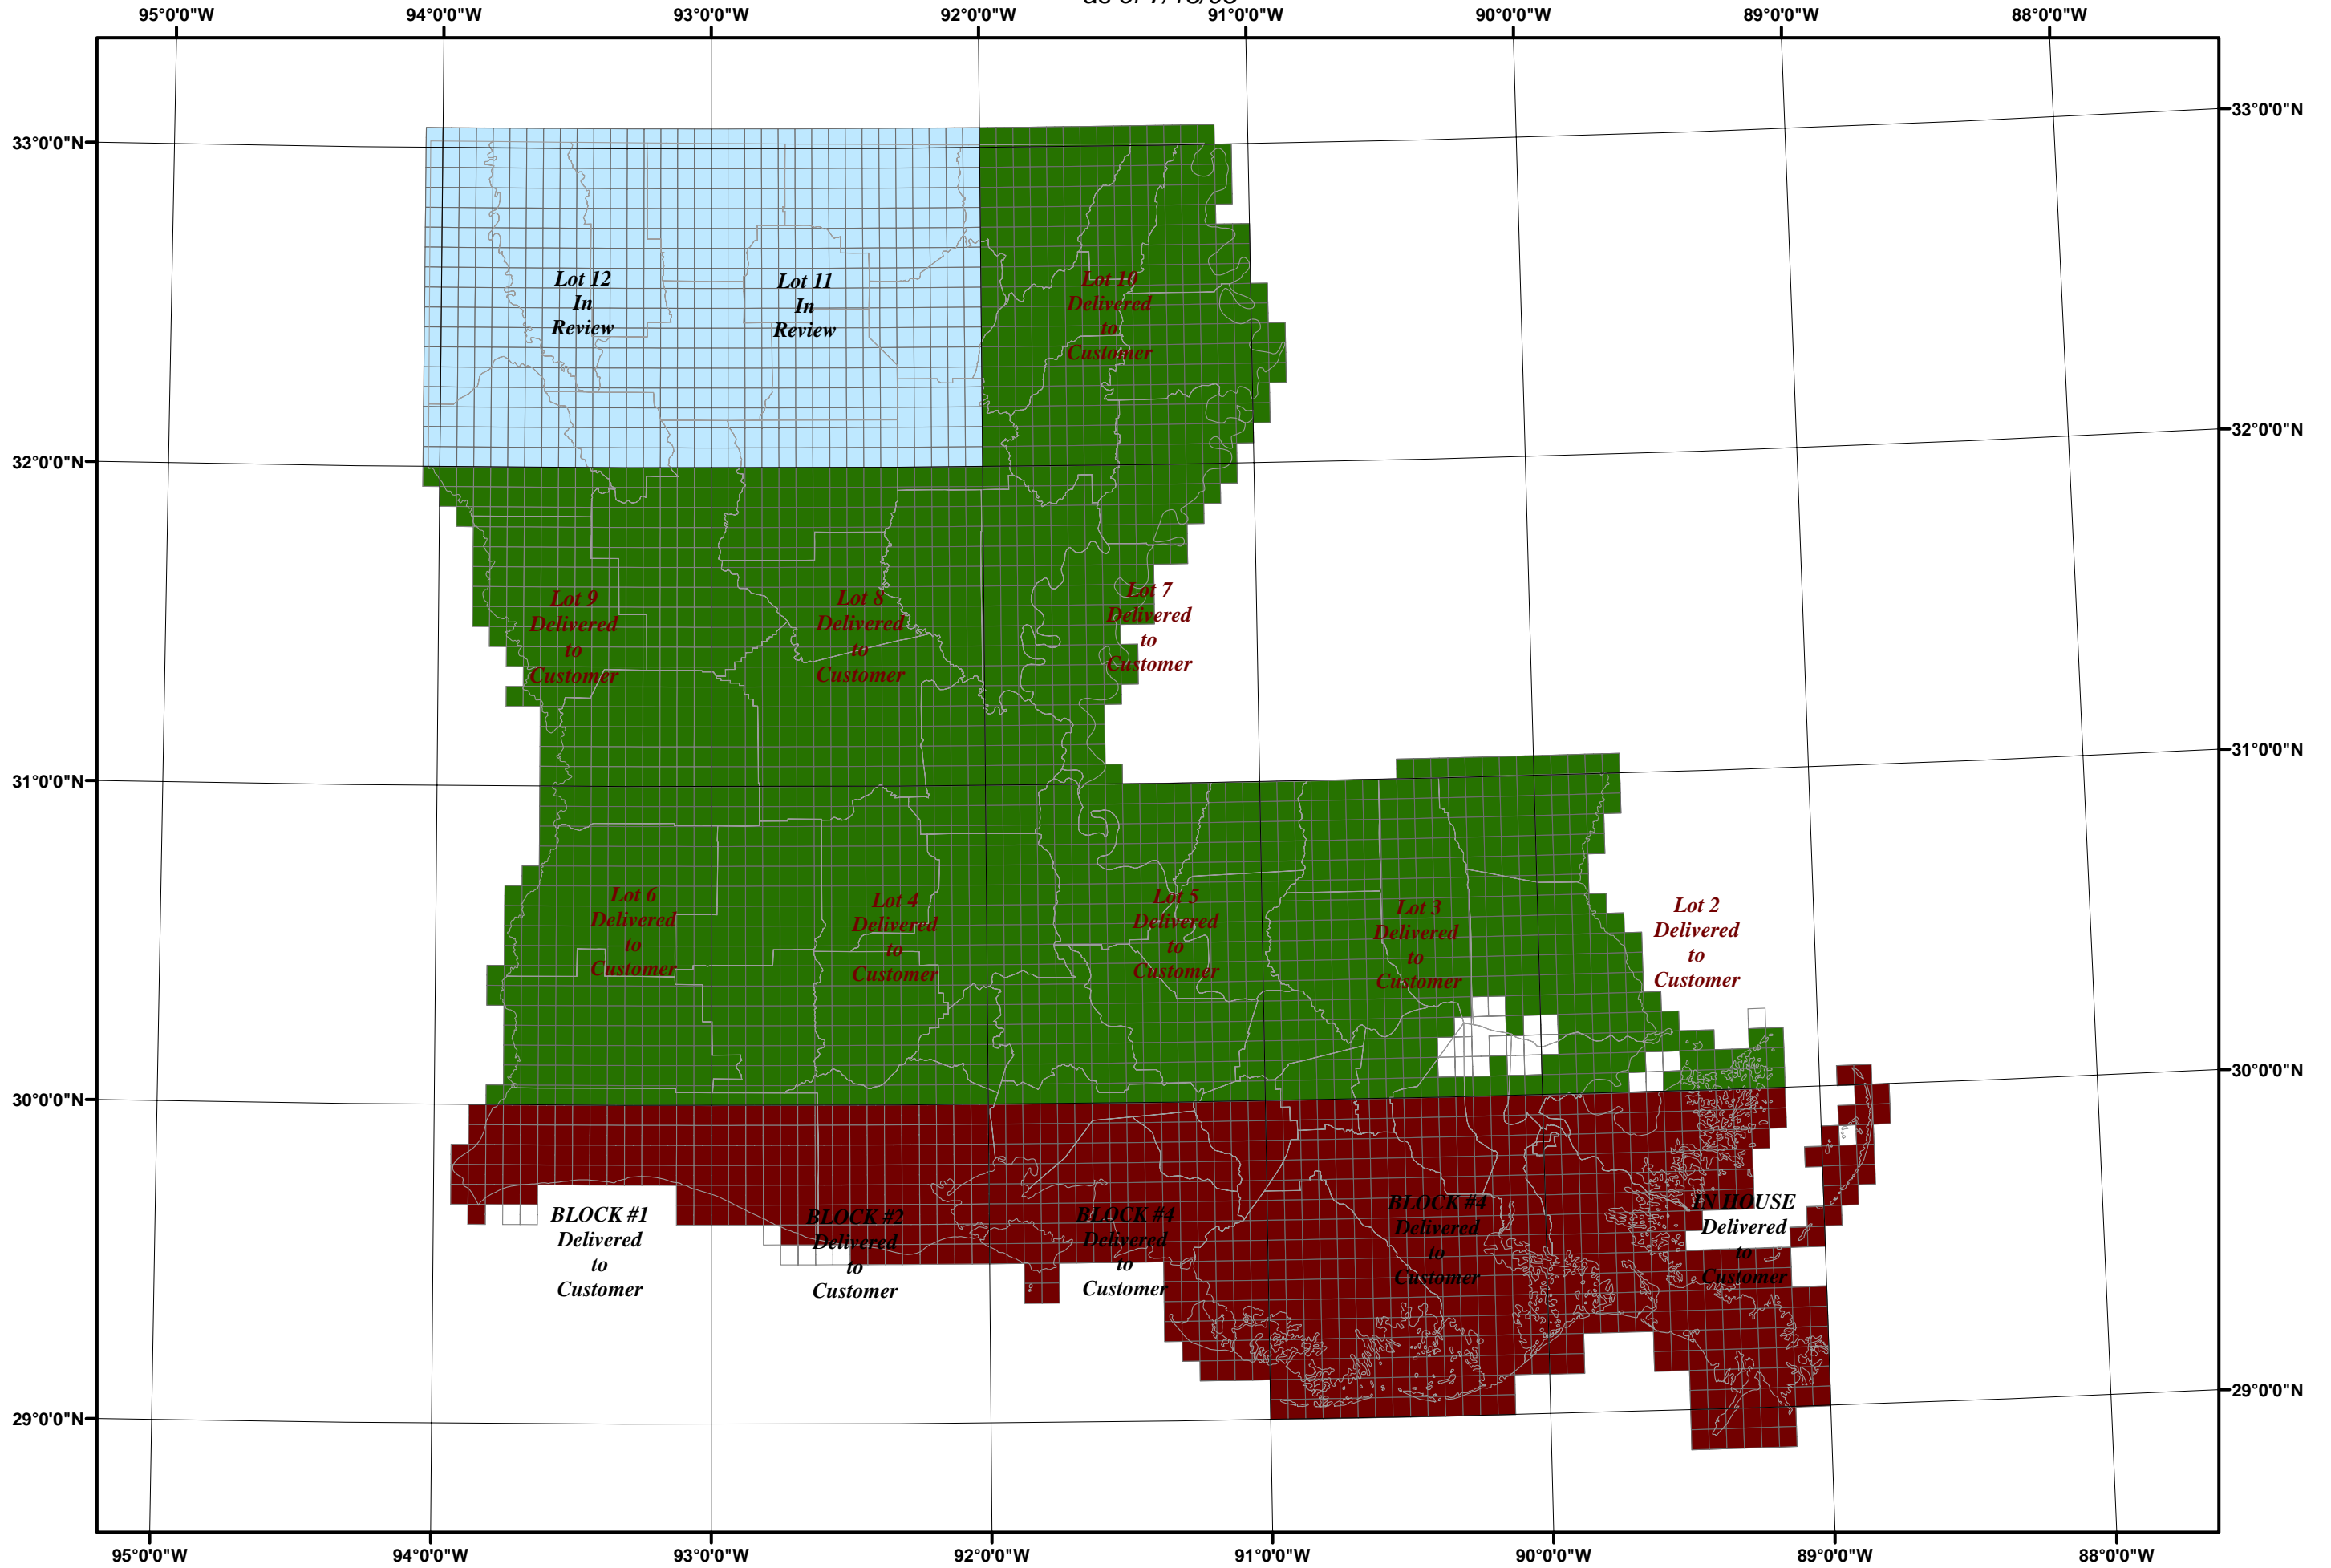 95°0'0"W 94°0'0"W 93°0'0"W 92°0'0"W 91°0'0"W 90°0'0"W 89°0'0"W 88°0'0"W
33°0'0"N
33°0'0"N
Lot 12
In
Review
Lot 11
In
Review
Lot 10
Delivered
to
Customer
32°0'0"N
32°0'0"N
Lot 9
Delivered
to
Customer
Lot 8
Delivered
to
Customer
Lot 7
Delivered
to
Customer
31°0'0"N
31°0'0"N
Lot 6
Delivered
to
Customer
Lot 4
Delivered
to
Customer
Lot 5
Delivered
to
Customer
Lot 3
Delivered
to
Customer
Lot 2
Delivered
to
Customer
30°0'0"N
30°0'0"N
BLOCK #1
Delivered
to
Customer
BLOCK #2
Delivered
to
Customer
BLOCK #4
Delivered
to
Customer
BLOCK #4
Delivered
to
Customer
IN HOUSE
Delivered
to
Customer
29°0'0"N
29°0'0"N
95°0'0"W 94°0'0"W 93°0'0"W 92°0'0"W 91°0'0"W 90°0'0"W 89°0'0"W 88°0'0"W